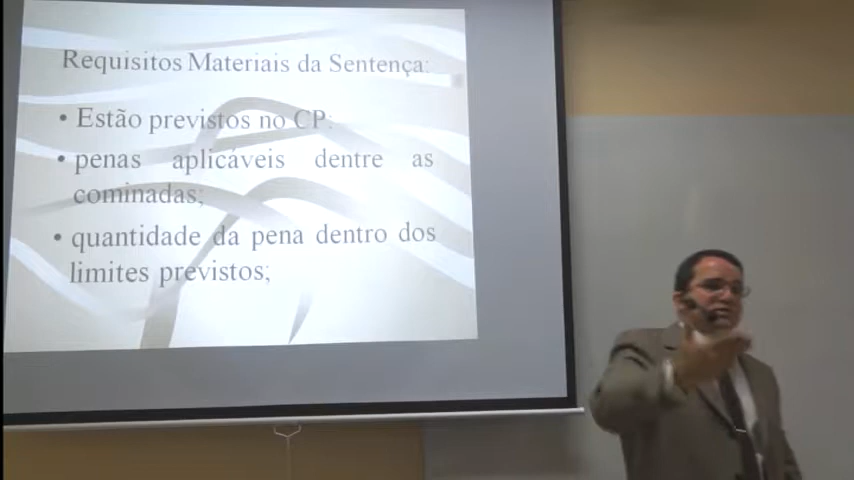 Requisitos Materiais da Sentença:
• Estão previstos no CP:
• penas aplicáveis dentre as
cominadas;
• quantidade da pena dentro dos
limites previstos;